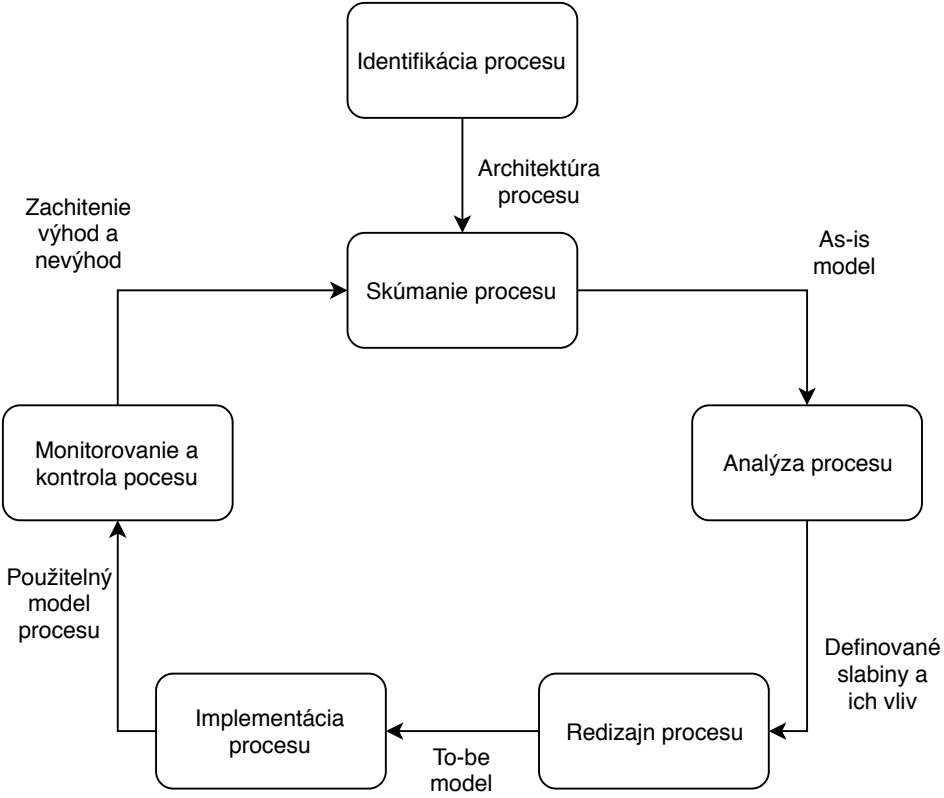 Identifikácia procesu
Architektúra
procesu
Zachitenie
výhod a
nevýhod
As-is
model
Skúmanie procesu
Monitorovanie a
kontrola pocesu
Analýza procesu
Použitelný
model
procesu
Definované
slabiny a
ich vliv
Implementácia
procesu
Redizajn procesu
To-be
model